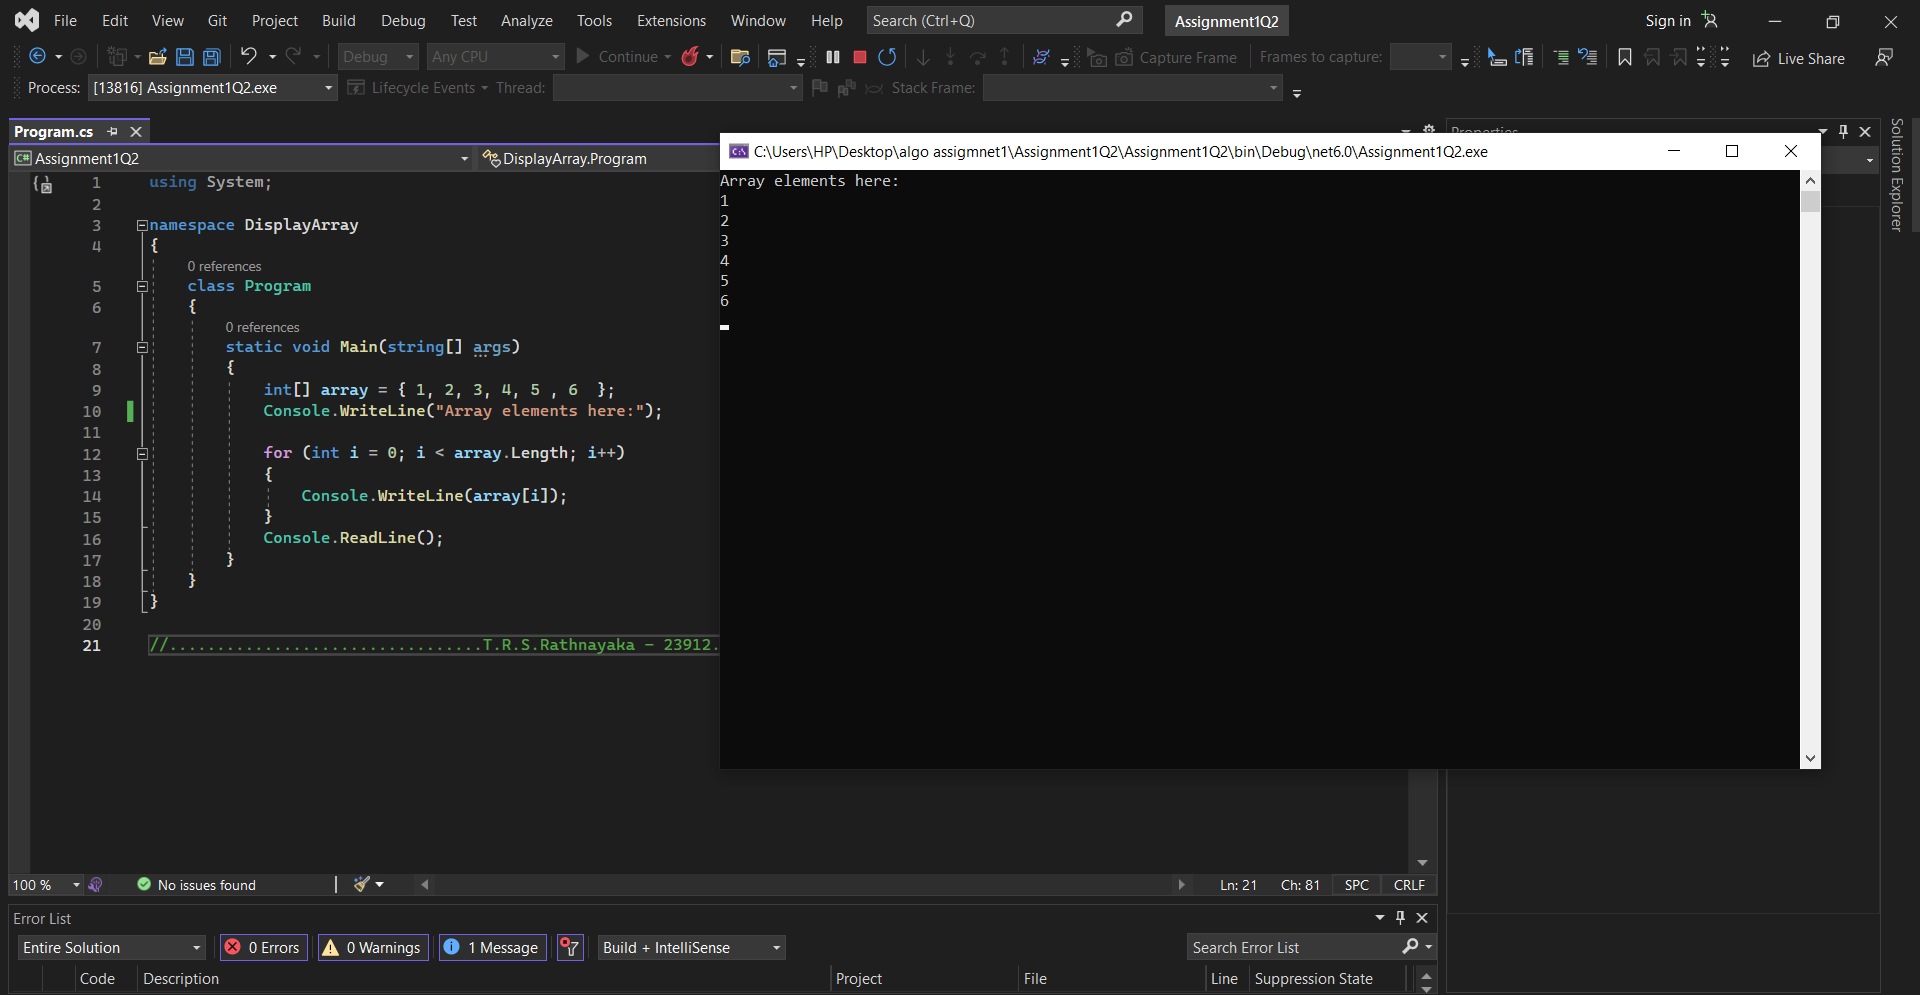 File Edit View Git Project Build Debug Test Analyze Tools Extensions Window Help Search (Ctrl+Q) Assignment1Q2 Sign in
Debug Any CPU Continue Capture Frame Frames to capture: Live Share
Process: [13816] Assignment1Q2.exe Lifecycle Events Thread: Stack Frame:
Program.cs
Assignment1Q2 DisplayArray.Program
1 using System;
2
3 namespace DisplayArray
4 {
0 references
5 class Program
6 {
0 references
7 static void Main(string[] args)
8 {
9 int[] array = { 1, 2, 3, 4, 5 , 6 };
10 Console.WriteLine("Array elements here:");
11
12 for (int i = 0; i < array.Length; i++)
13 {
14 Console.WriteLine(array[i]);
15 }
16 Console.ReadLine();
17 }
18 }
19 }
20
21 //.................................T.R.S.Rathnayaka - 23912.
C:\Users\HP\Desktop\algo assigmnet1\Assignment1Q2\Assignment1Q2\bin\Debug\net6.0\Assignment1Q2.exe
Array elements here:
1
2
3
4
5
6
Properties
Solution Explorer
100 % No issues found Ln: 21 Ch: 81 SPC CRLF
Error List
Entire Solution 0 Errors 0 Warnings 1 Message Build + IntelliSense Search Error List
Code Description Project File Line Suppression State